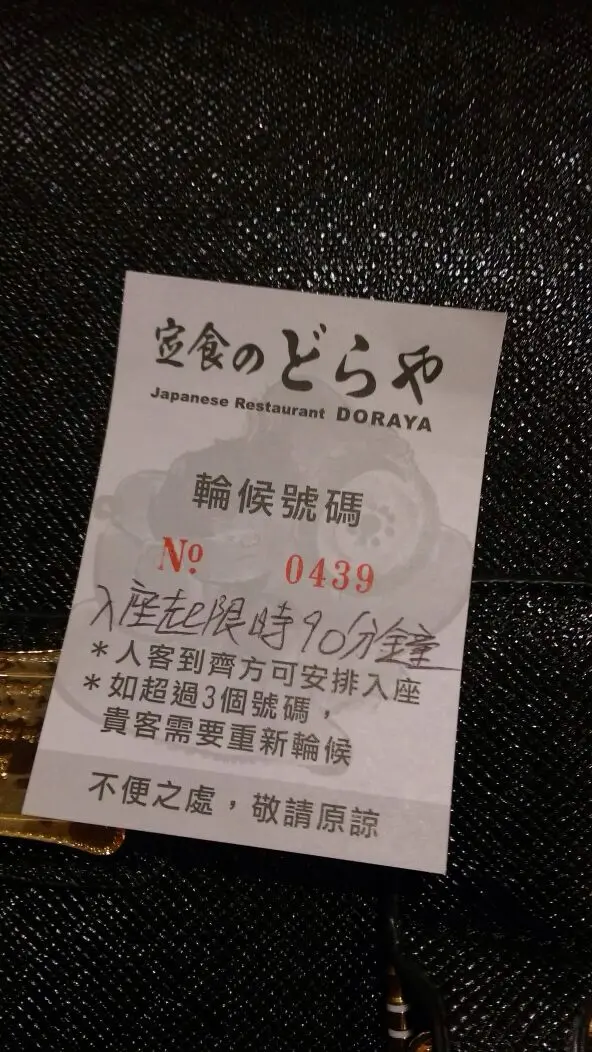 定食のどらや
Japanese Restaurant DORAYA
輪候號碼
Nº 0439
入座起限時90分鐘
*人客到齊方可安排入座
*如超過3個號碼，
貴客需要重新輪候
不便之處，敬請原諒